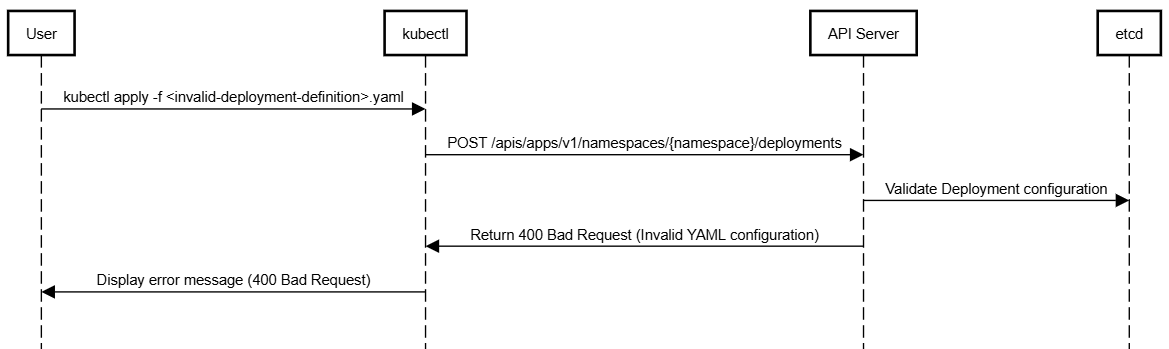 User
kubectl
API Server
etcd
kubectl apply -f <invalid-deployment-definition>.yaml
POST /apis/apps/v1/namespaces/{namespace}/deployments
Validate Deployment configuration
Return 400 Bad Request (Invalid YAML configuration)
Display error message (400 Bad Request)